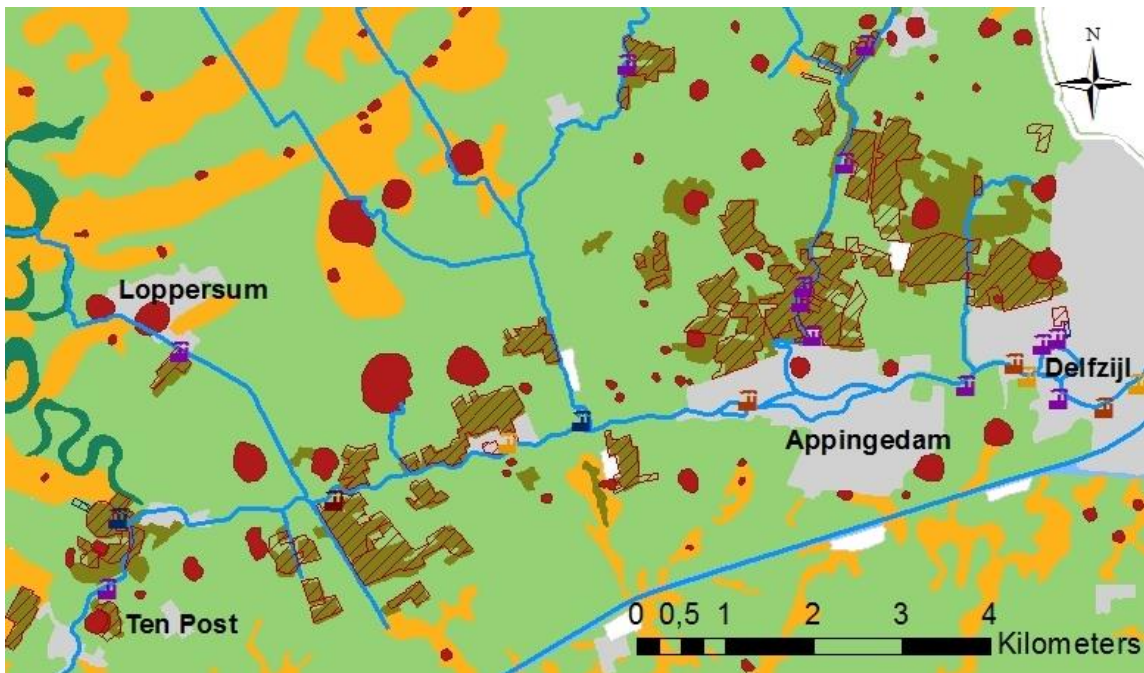 N
Loppersum
Delfzijl
Appingedam
Ten Post
0 0,5 1 2 3 4
Kilometers